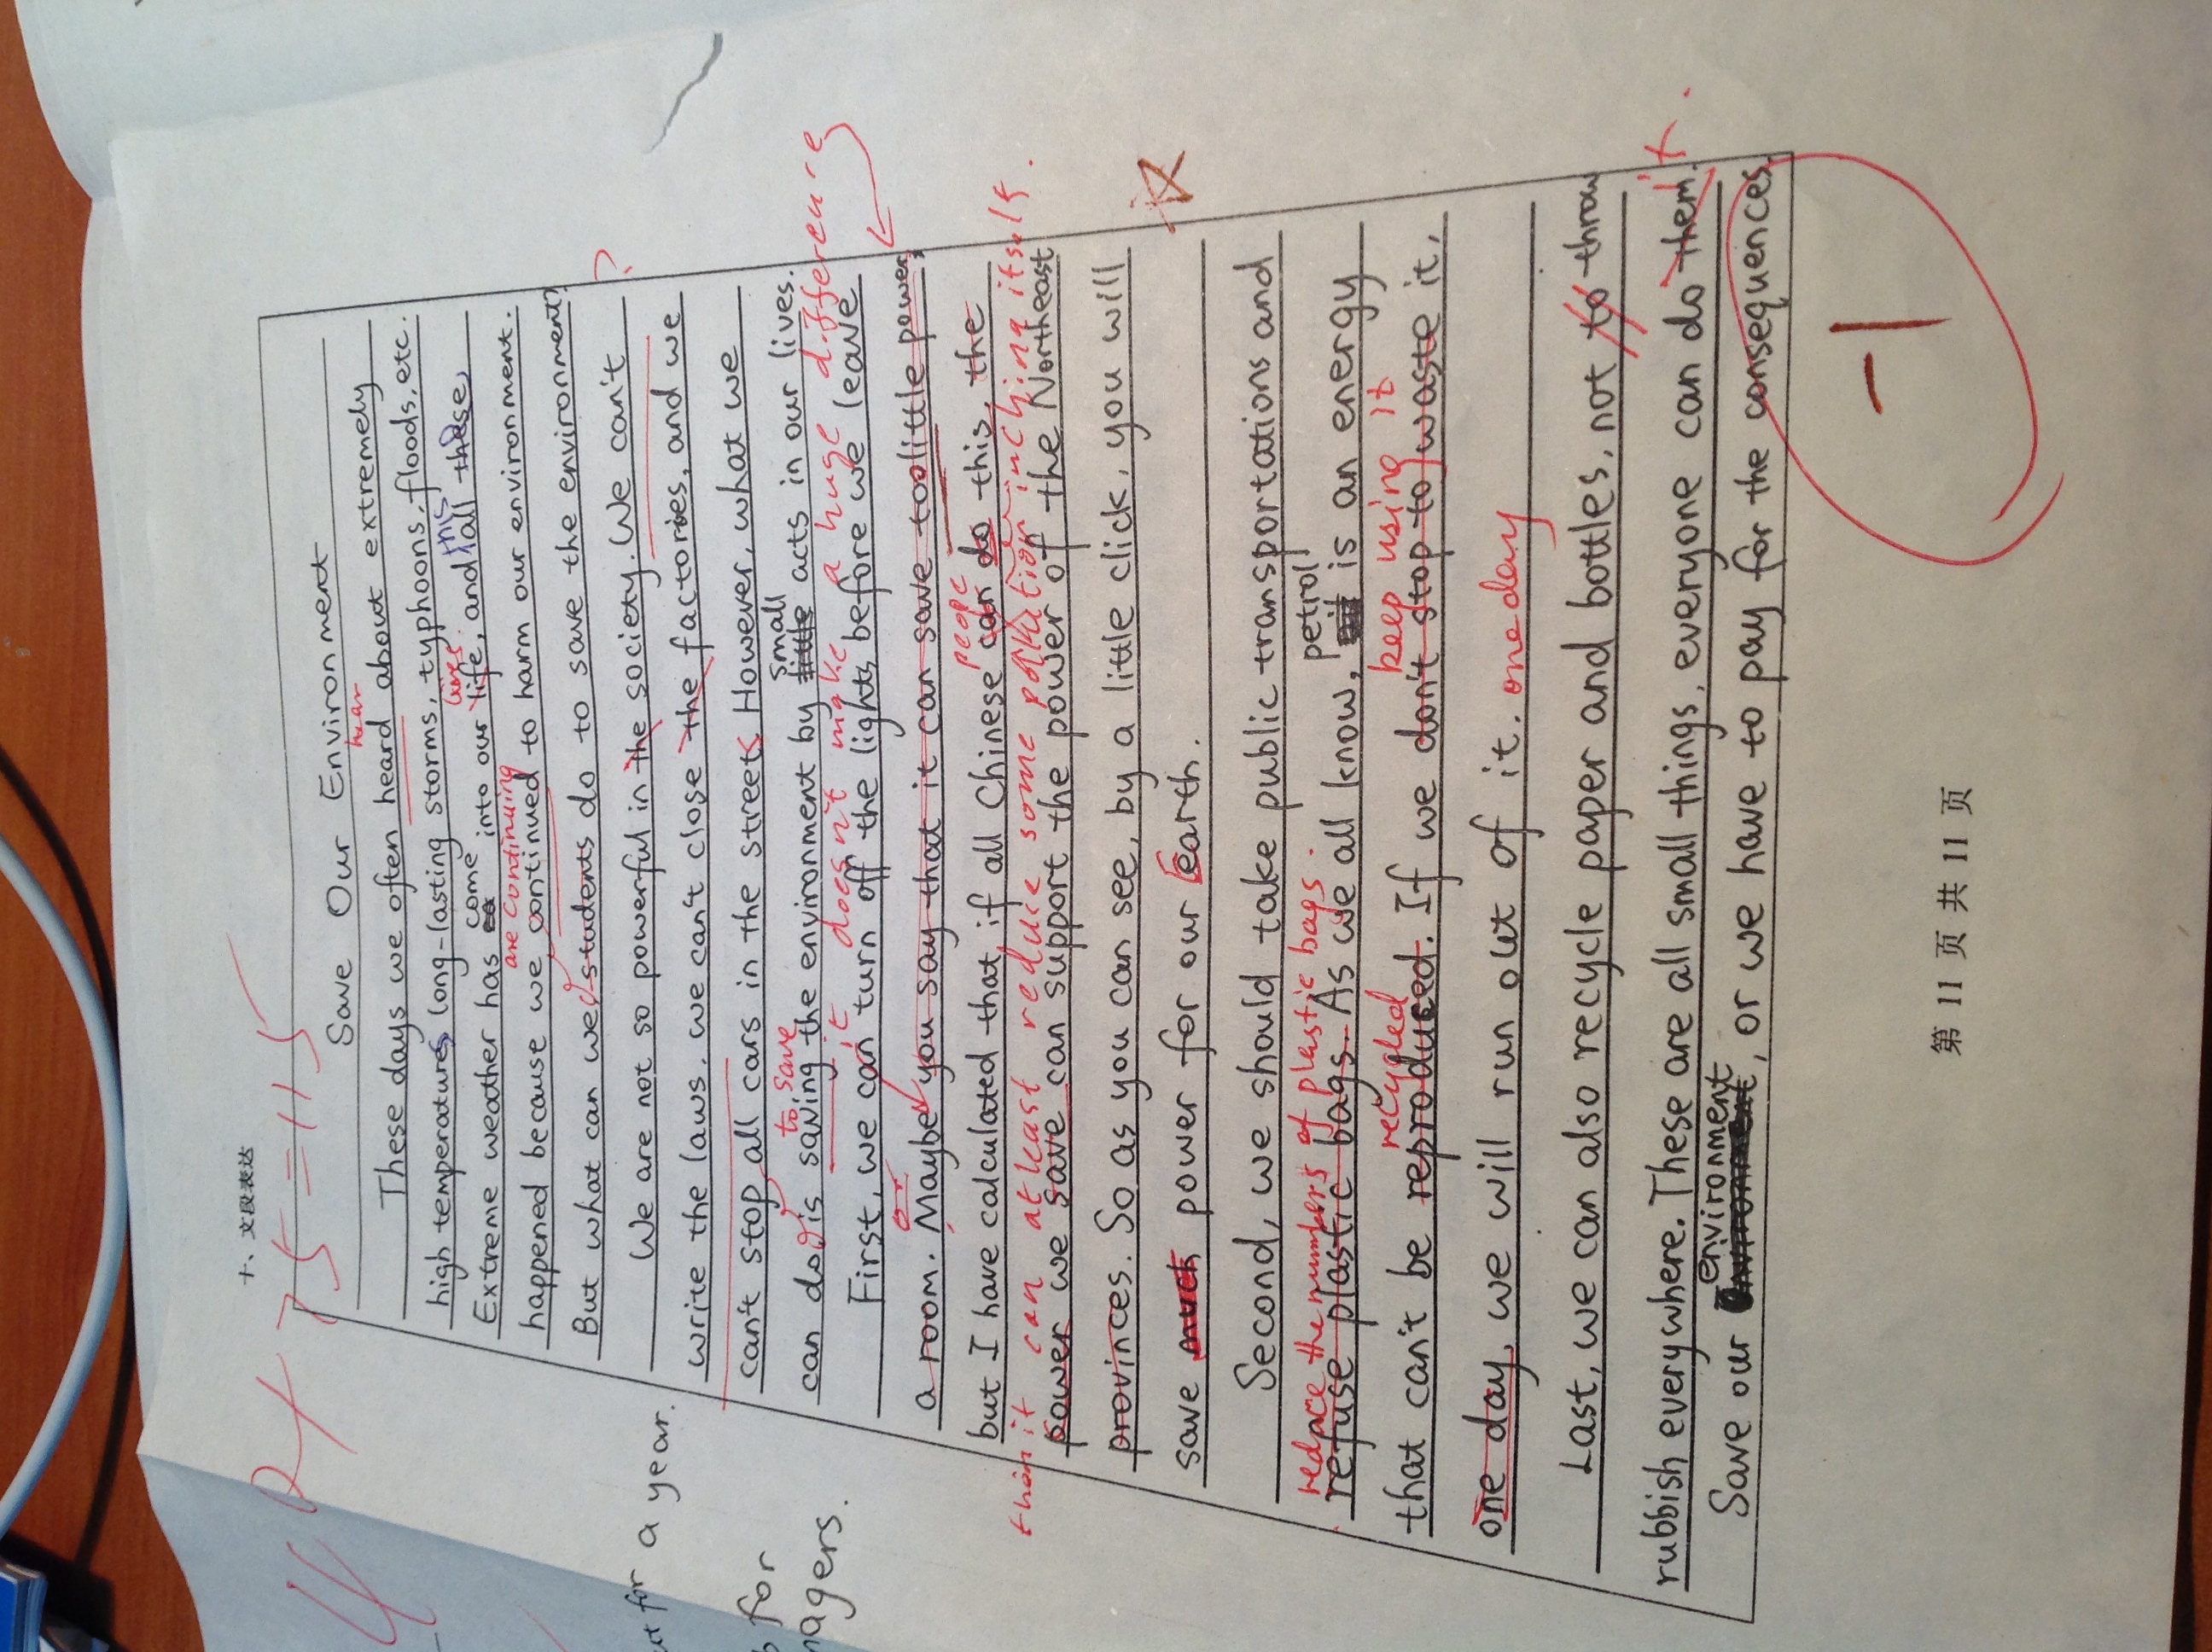 十、文段表达
40+75=115
Save Our Environment
hear
These days we often heard about extremely
high temperatures, long-lasting storms, typhoons, floods, etc.
come lives this
Extreme weather has into our life, and all these
are continuing
happened because we continued to harm our environment.
But what can we students do to save the environment?
We are not so powerful in the society. We can't ?
write the laws, we can't close the factories, and we
can't stop all cars in the streets However, what we
to save small
can do is saving the environment by little acts in our lives.
it doesn't make a huge difference
First, we can turn off the lights before we leave
or
a room. Maybe you say that it can save too little power,
peope
but I have calculated that, if all Chinese can do this, the
then it can at least reduce some pollution in China itself.
power we save can support the power of the Northeast
provinces. So as you can see, by a little click, you will
save much power for our Earth.
Second, we should take public transportations and
reduce the numbers of plastic bags. petrol
refuse plastic bags. As we all know, oil is an energy
recycled keep using it
that can't be reproduced. If we don't stop to waste it,
one day, we will run out of it. one day
Last, we can also recycle paper and bottles, not to throw
rubbish everywhere. These are all small things, everyone can do them. it.
environment
Save our environment, or we have to pay for the consequences.
-1
第 11 页 共 11 页
for a year.
for
nagers.